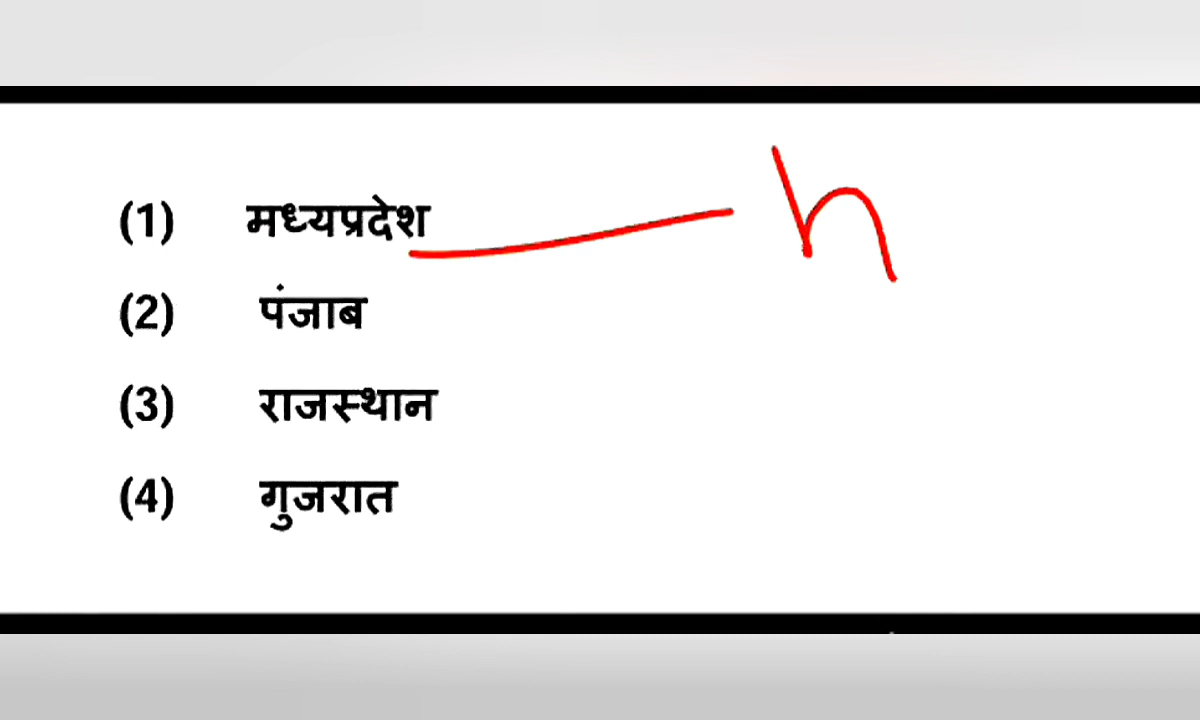 (1) मध्यप्रदेश h
(2) पंजाब
(3) राजस्थान
(4) गुजरात